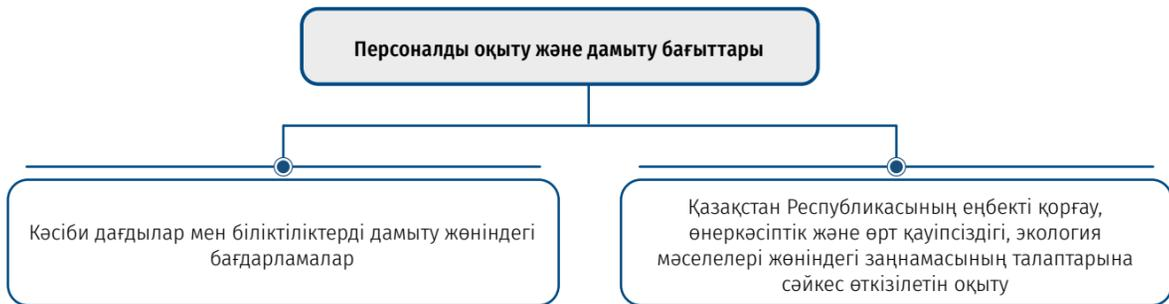 Персоналды оқыту және дамыту бағыттары
Кәсіби дағдылар мен біліктіліктерді дамыту жөніндегі
бағдарламалар
Қазақстан Республикасының еңбекті қорғау,
өнеркәсіптік және өрт қауіпсіздігі, экология
мәселелері жөніндегі заңнамасының талаптарына
сәйкес өткізілетін оқыту